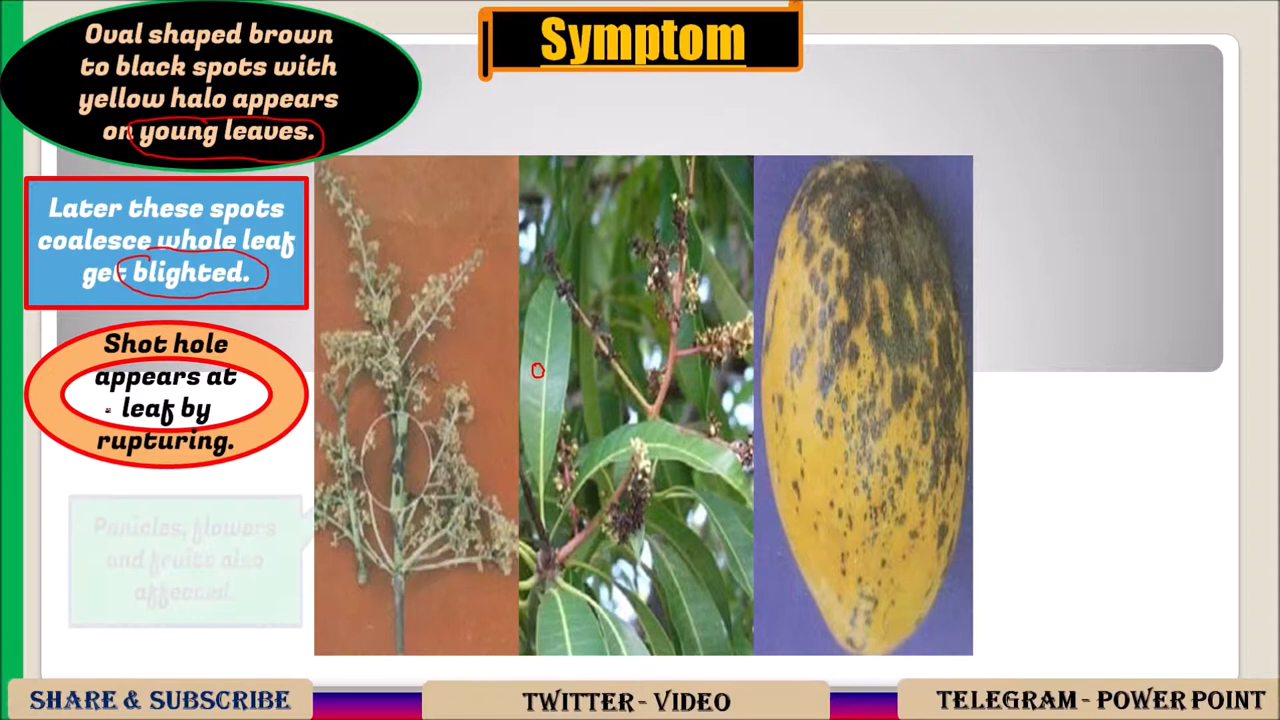 Symptom
Oval shaped brown
to black spots with
yellow halo appears
on young leaves.
Later these spots
coalesce whole leaf
get blighted.
Shot hole
appears at
leaf by
rupturing.
Panicles, flowers
and fruits also
affected.
SHARE & SUBSCRIBE
TWITTER - VIDEO
TELEGRAM - POWER POINT